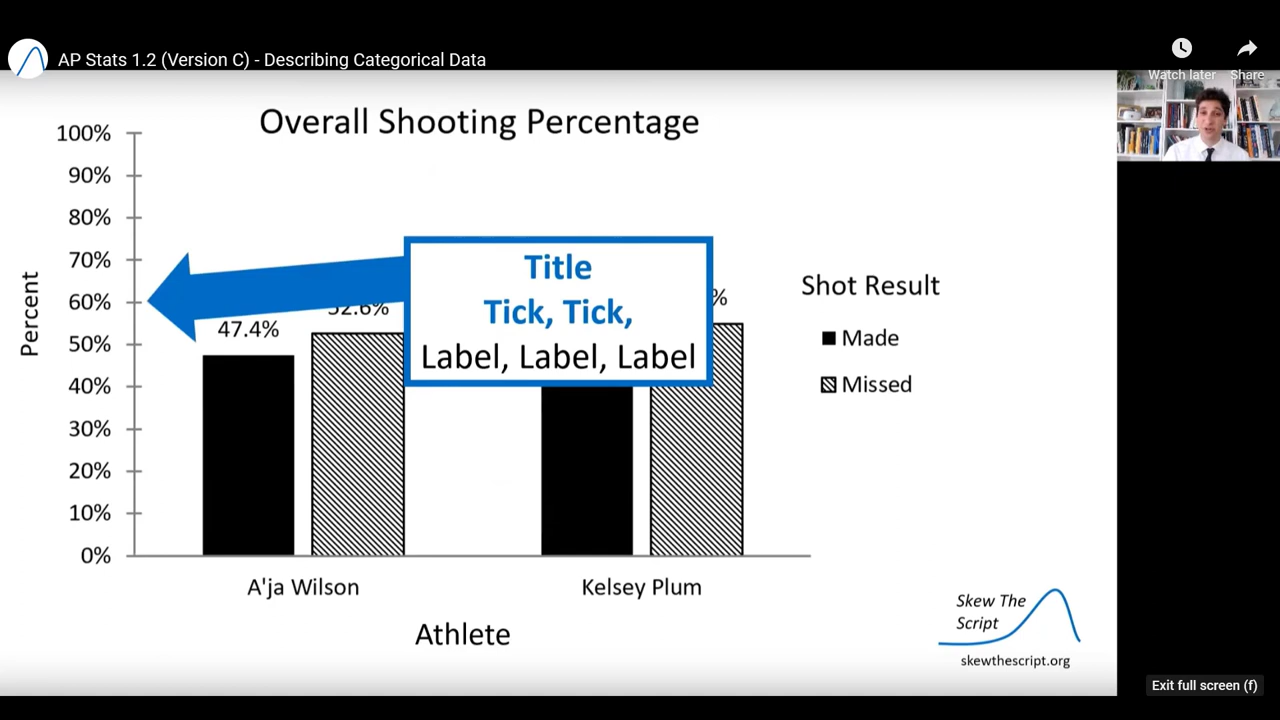 AP Stats 1.2 (Version C) - Describing Categorical Data
Watch later
Share
Overall Shooting Percentage
100%
90%
80%
70%
60%
50%
40%
30%
20%
10%
0%
Percent
47.4%
52.6%
%
Title
Tick, Tick,
Label, Label, Label
Shot Result
Made
Missed
A'ja Wilson
Kelsey Plum
Athlete
Skew The
Script
skewthescript.org
Exit full screen (f)